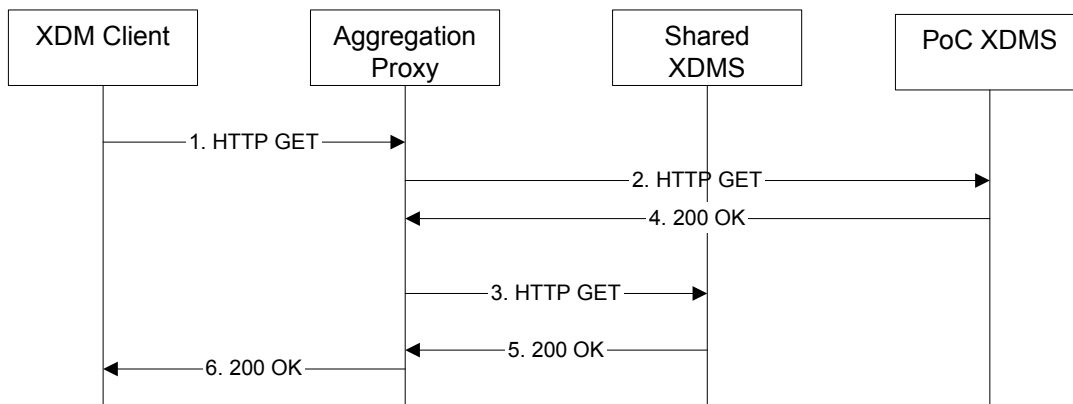 XDM Client
Aggregation
Proxy
Shared
XDMS
PoC XDMS
1. HTTP GET
2. HTTP GET
4. 200 OK
3. HTTP GET
5. 200 OK
6. 200 OK